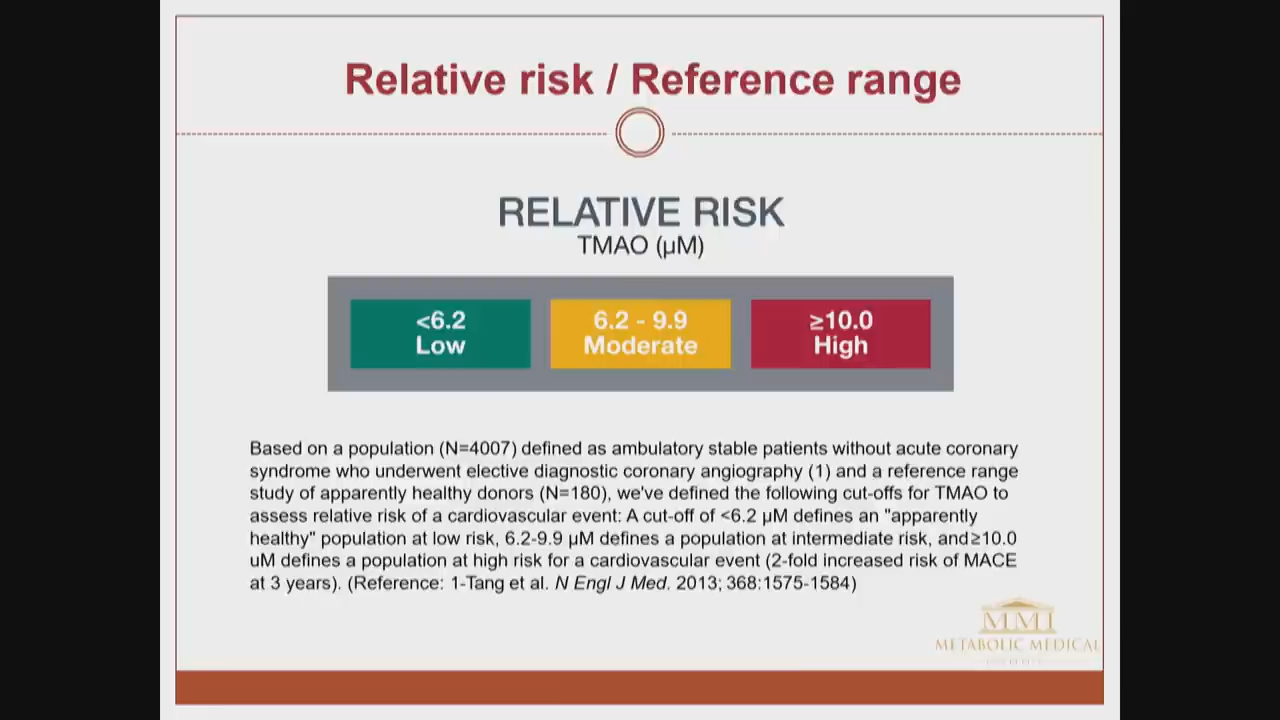 Relative risk / Reference range
RELATIVE RISK
TMAO (µM)
<6.2
Low
6.2 - 9.9
Moderate
≥10.0
High
Based on a population (N=4007) defined as ambulatory stable patients without acute coronary
syndrome who underwent elective diagnostic coronary angiography (1) and a reference range
study of apparently healthy donors (N=180), we've defined the following cut-offs for TMAO to
assess relative risk of a cardiovascular event: A cut-off of <6.2 µM defines an "apparently
healthy" population at low risk, 6.2-9.9 µM defines a population at intermediate risk, and≥10.0
uM defines a population at high risk for a cardiovascular event (2-fold increased risk of MACE
at 3 years). (Reference: 1-Tang et al. N Engl J Med. 2013; 368:1575-1584)
MMI
METABOLIC MEDICAL